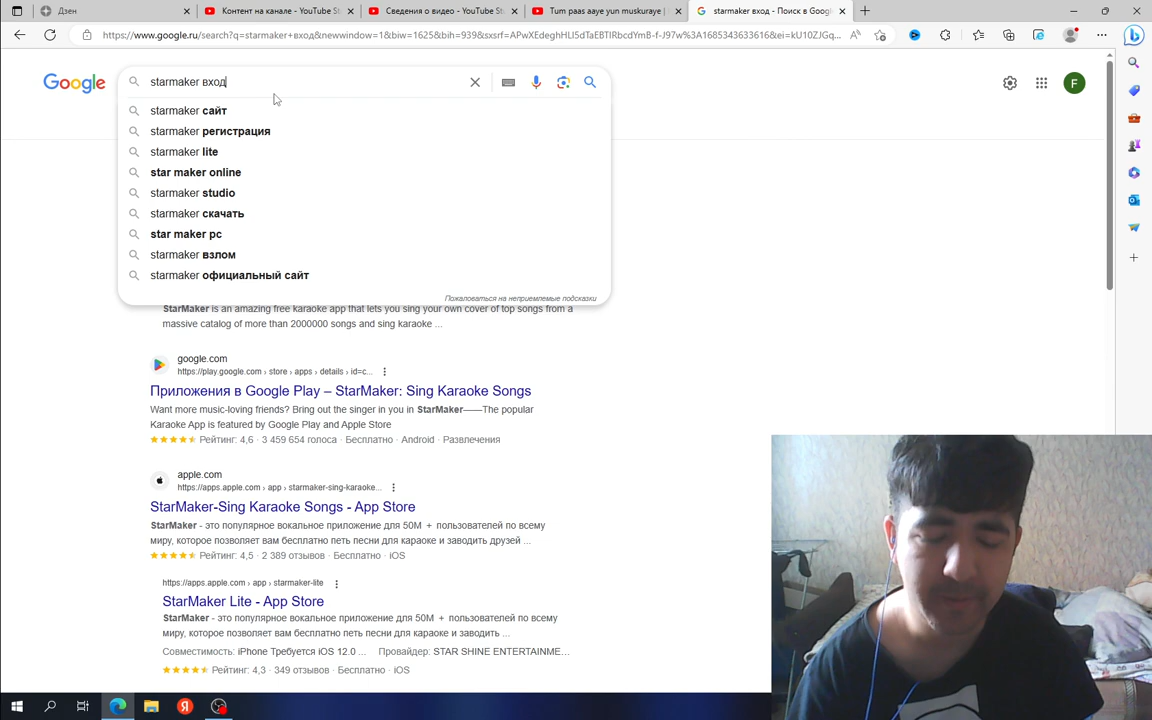 Дзен
Контент на канале - YouTube St
Сведения о видео - YouTube Stu
Tum paas aaye yun muskuraye |
starmaker вход - Поиск в Googl
https://www.google.ru/search?q=starmaker+вход&newwindow=1&biw=1625&bih=939&sxsrf=APwXEdeghHLI5dTaEBTIRbcdYmB-f-J97w%3A1685343633616&ei=kU10ZJGq...
Google
starmaker вход
F
starmaker сайт
starmaker регистрация
starmaker lite
star maker online
starmaker studio
starmaker скачать
star maker pc
starmaker взлом
starmaker официальный сайт
Пожаловаться на неприемлемые подсказки
StarMaker is an amazing free karaoke app that lets you sing your own cover of top songs from a
massive catalog of more than 2000000 songs and sing karaoke ...
google.com
https://play.google.com › store › apps › details › id=c...
Приложения в Google Play – StarMaker: Sing Karaoke Songs
Want more music-loving friends? Bring out the singer in you in StarMaker——The popular
Karaoke App is featured by Google Play and Apple Store
Рейтинг: 4,6 · 3 459 654 голоса · Бесплатно · Android · Развлечения
apple.com
https://apps.apple.com › app › starmaker-sing-karaoke...
StarMaker-Sing Karaoke Songs - App Store
StarMaker - это популярное вокальное приложение для 50M + пользователей по всему
миру, которое позволяет вам бесплатно петь песни для караоке и заводить друзей ...
Рейтинг: 4,5 · 2 389 отзывов · Бесплатно · iOS
https://apps.apple.com › app › starmaker-lite
StarMaker Lite - App Store
StarMaker - это популярное вокальное приложение для 50M + пользователей по всему
миру, которое позволяет вам бесплатно петь песни для караоке и заводить ...
Совместимость: iPhone Требуется iOS 12.0 ... Провайдер: STAR SHINE ENTERTAINME...
Рейтинг: 4,3 · 349 отзывов · Бесплатно · iOS